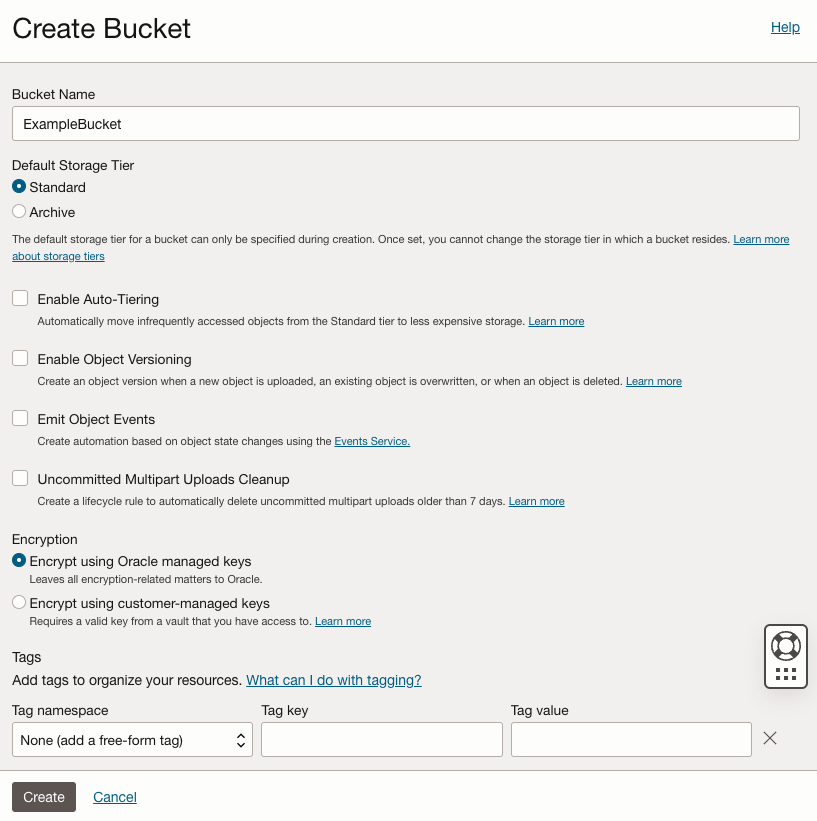 Create Bucket
Help
Bucket Name
ExampleBucket
Default Storage Tier
Standard
Archive
The default storage tier for a bucket can only be specified during creation. Once set, you cannot change the storage tier in which a bucket resides. Learn more
about storage tiers
Enable Auto-Tiering
Automatically move infrequently accessed objects from the Standard tier to less expensive storage. Learn more
Enable Object Versioning
Create an object version when a new object is uploaded, an existing object is overwritten, or when an object is deleted. Learn more
Emit Object Events
Create automation based on object state changes using the Events Service.
Uncommitted Multipart Uploads Cleanup
Create a lifecycle rule to automatically delete uncommitted multipart uploads older than 7 days. Learn more
Encryption
Encrypt using Oracle managed keys
Leaves all encryption-related matters to Oracle.
Encrypt using customer-managed keys
Requires a valid key from a vault that you have access to. Learn more
Tags
Add tags to organize your resources. What can I do with tagging?
Tag namespace Tag key Tag value
None (add a free-form tag)
Create Cancel